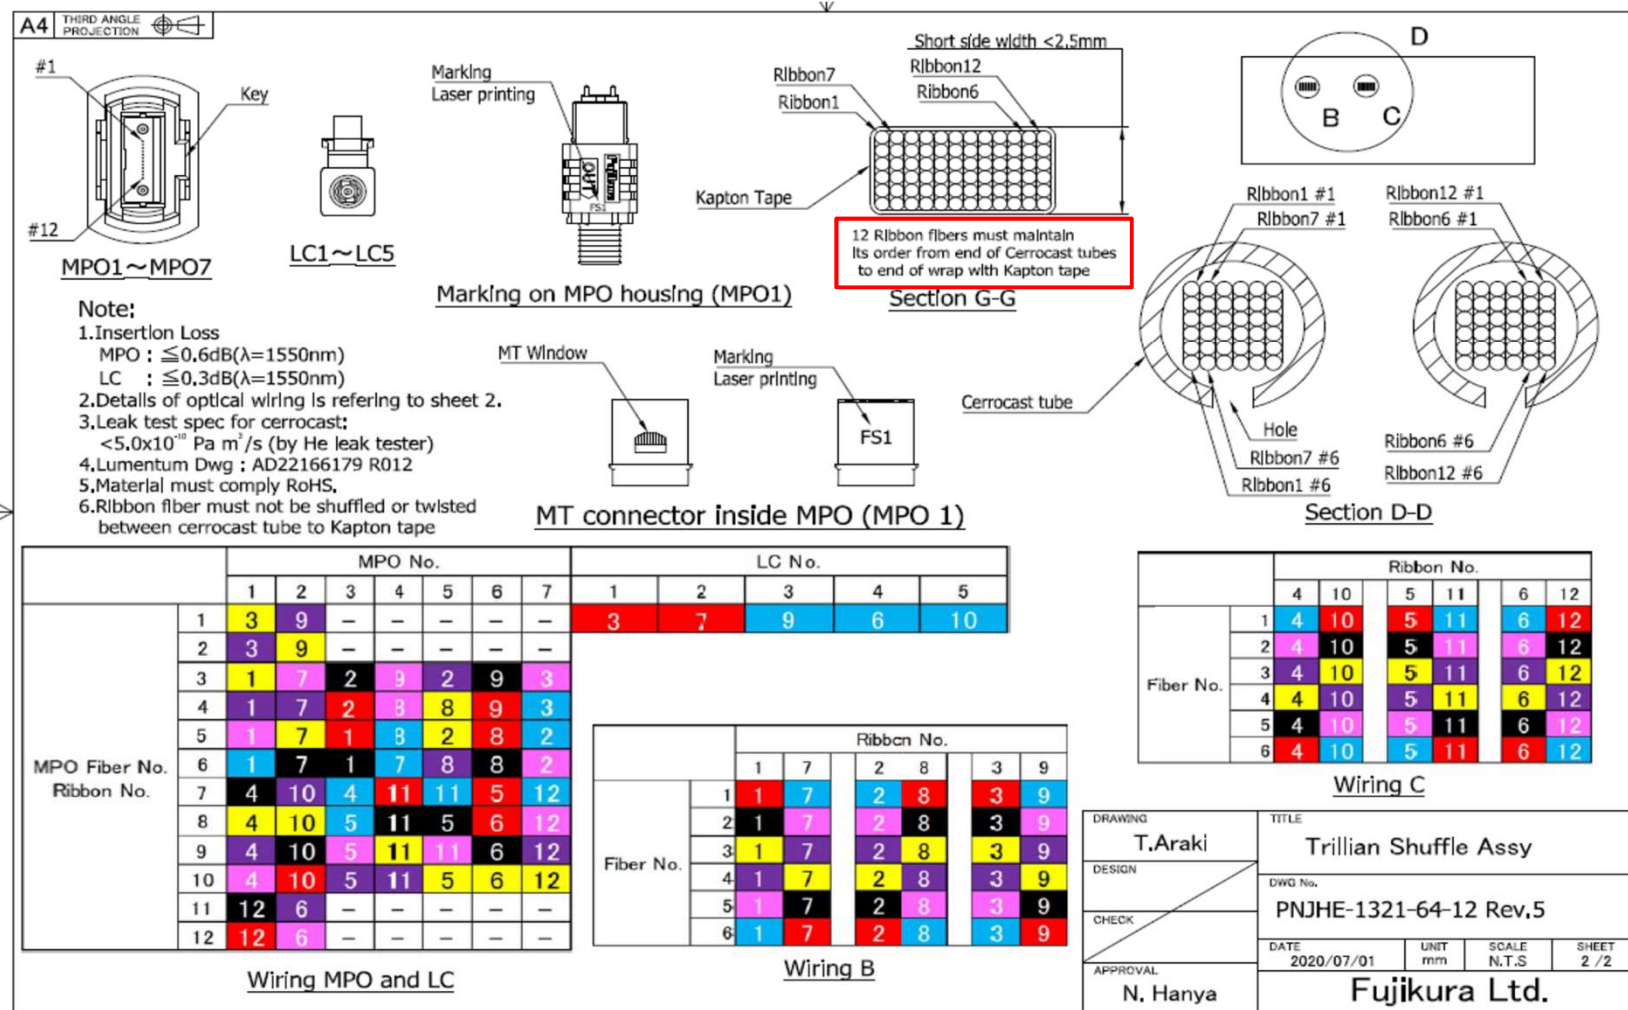 A4 THIRD ANGLE
PROJECTION
#1
Key
#12
MPO1~MPO7
LC1~LC5
Marking
Laser printing
OUT
Fujikura
FS1
Marking on MPO housing (MPO1)
Short side width <2.5mm
Ribbon7
Ribbon12
Ribbon1
Ribbon6
Kapton Tape
12 Ribbon fibers must maintain
its order from end of Cerrocast tubes
to end of wrap with Kapton tape
Section G-G
D
B
C
Ribbon1 #1
Ribbon7 #1
Ribbon12 #1
Ribbon6 #1
Cerrocast tube
Hole
Ribbon7 #6
Ribbon1 #6
Ribbon6 #6
Ribbon12 #6
Section D-D
Note:
1.Insertion Loss
MPO : ≦0.6dB(λ=1550nm)
LC : ≦0.3dB(λ=1550nm)
2.Details of optical wiring is refering to sheet 2.
3.Leak test spec for cerrocast;
<5.0x10⁻¹⁰ Pa m³/s (by He leak tester)
4.Lumentum Dwg : AD22166179 R012
5.Material must comply RoHS.
6.Ribbon fiber must not be shuffled or twisted
between cerrocast tube to Kapton tape
MT Window
Marking
Laser printing
FS1
MT connector inside MPO (MPO 1)
MPO No. LC No.
1 2 3 4 5 6 7 1 2 3 4 5
MPO Fiber No.
Ribbon No.
1 3 9 – – – – – 3 7 9 6 10
2 3 9 – – – – –
3 1 7 2 9 2 9 3
4 1 7 2 8 8 9 3
5 1 7 1 8 2 8 2
6 1 7 1 7 8 8 2
7 4 10 4 11 11 5 12
8 4 10 5 11 5 6 12
9 4 10 5 11 11 6 12
10 4 10 5 11 5 6 12
11 12 6 – – – – –
12 12 6 – – – – –
Wiring MPO and LC
Ribbon No.
1 7 2 8 3 9
Fiber No.
1 1 7 2 8 3 9
2 1 7 2 8 3 9
3 1 7 2 8 3 9
4 1 7 2 8 3 9
5 1 7 2 8 3 9
6 1 7 2 8 3 9
Wiring B
Ribbon No.
4 10 5 11 6 12
Fiber No.
1 4 10 5 11 6 12
2 4 10 5 11 6 12
3 4 10 5 11 6 12
4 4 10 5 11 6 12
5 4 10 5 11 6 12
6 4 10 5 11 6 12
Wiring C
DRAWING
T.Araki
DESIGN
CHECK
APPROVAL
N. Hanya
TITLE
Trillian Shuffle Assy
DWG No.
PNJHE-1321-64-12 Rev.5
DATE
2020/07/01
UNIT
mm
SCALE
N.T.S
SHEET
2 /2
Fujikura Ltd.